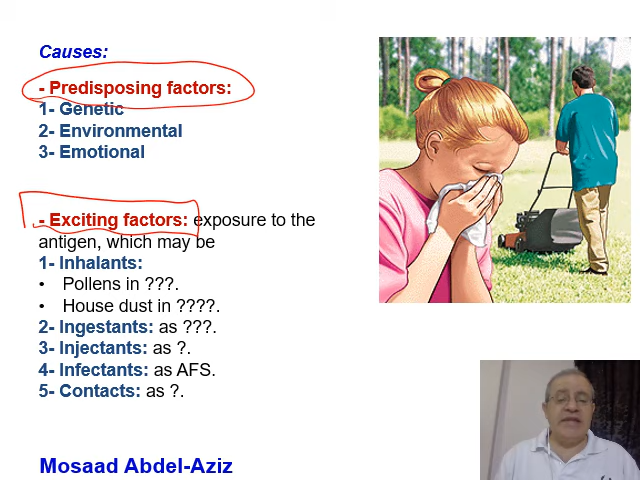 Causes:
- Predisposing factors:
1- Genetic
2- Environmental
3- Emotional
- Exciting factors: exposure to the
antigen, which may be
1- Inhalants:
• Pollens in ???.
• House dust in ????.
2- Ingestants: as ???.
3- Injectants: as ?.
4- Infectants: as AFS.
5- Contacts: as ?.
Mosaad Abdel-Aziz